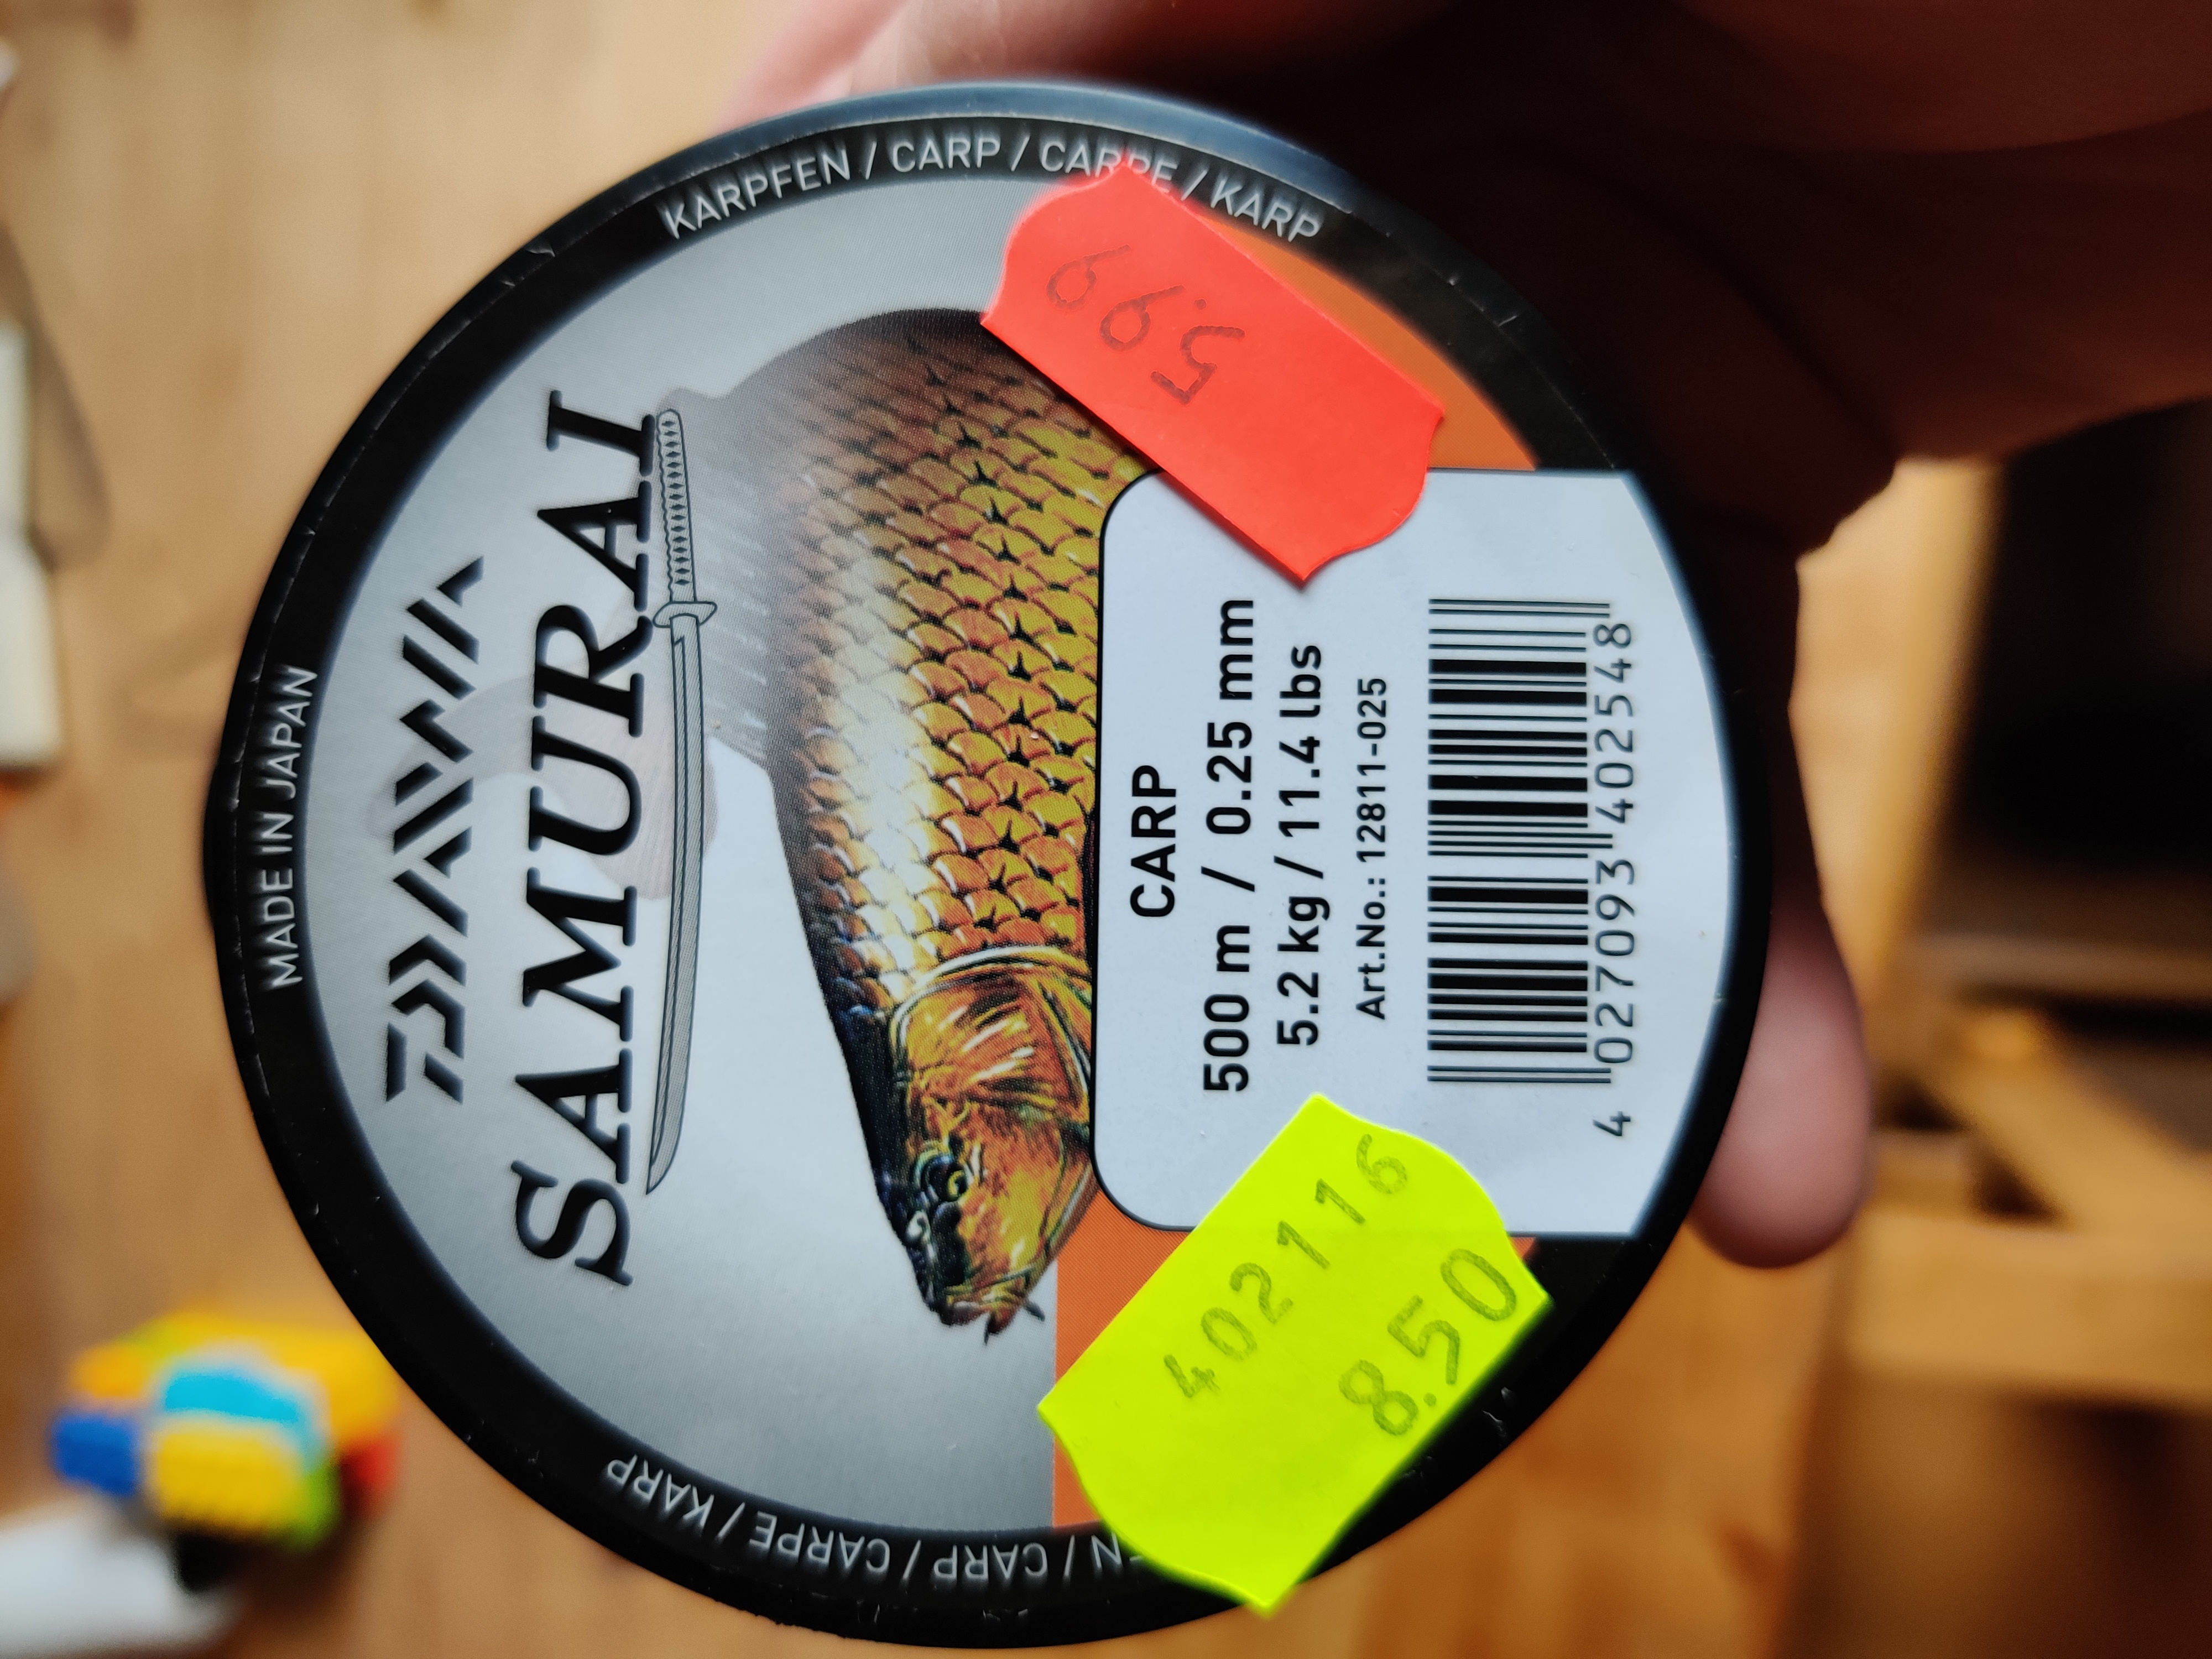 MADE IN JAPAN
DAIWA
SAMURAI
KARPFEN / CARP / CARPE / KARP
5.99
CARP
500 m / 0.25 mm
5.2 kg / 11.4 lbs
Art.No.: 12811-025
4 027093 402548
402116
8.50
/ CARP / CARPE / KARP